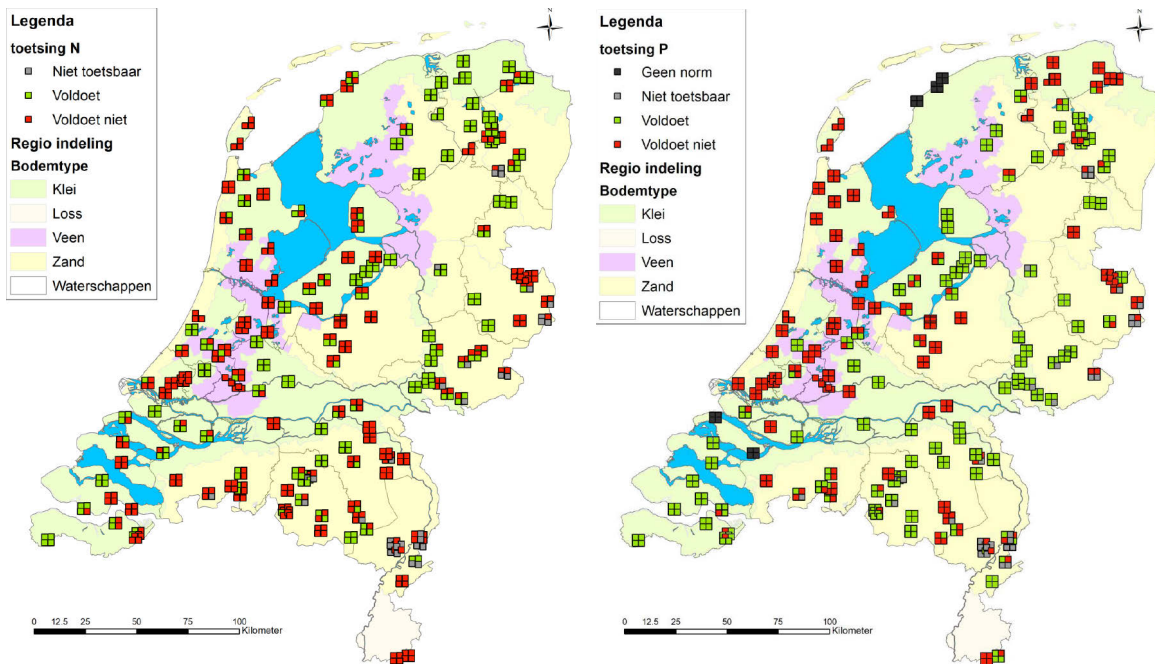 Legenda
toetsing N
Niet toetsbaar
Voldoet
Voldoet niet
Regio indeling
Bodemtype
Klei
Loss
Veen
Zand
Waterschappen
N
0 12.5 25 50 75 100
Kilometer
Legenda
toetsing P
Geen norm
Niet toetsbaar
Voldoet
Voldoet niet
Regio indeling
Bodemtype
Klei
Loss
Veen
Zand
Waterschappen
N
0 12.5 25 50 75 100
Kilometer